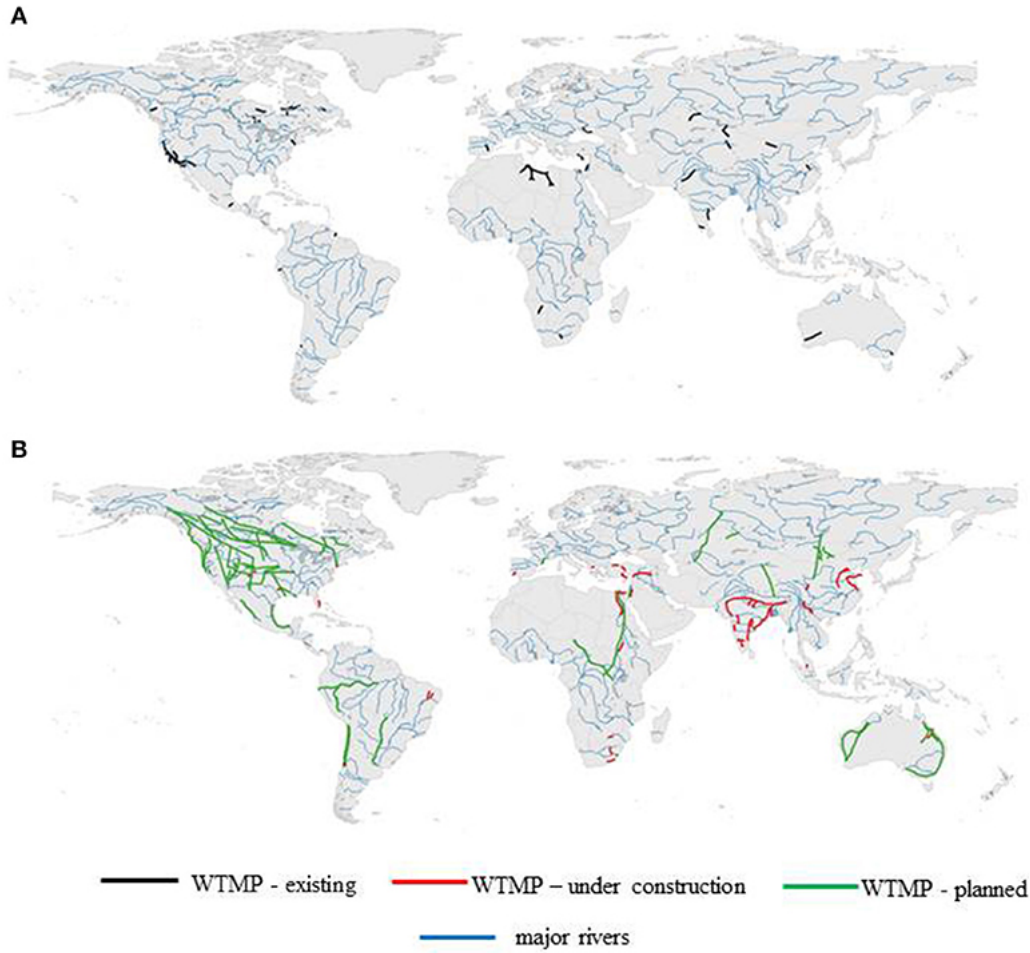 A
B
WTMP - existing
WTMP – under construction
WTMP - planned
major rivers